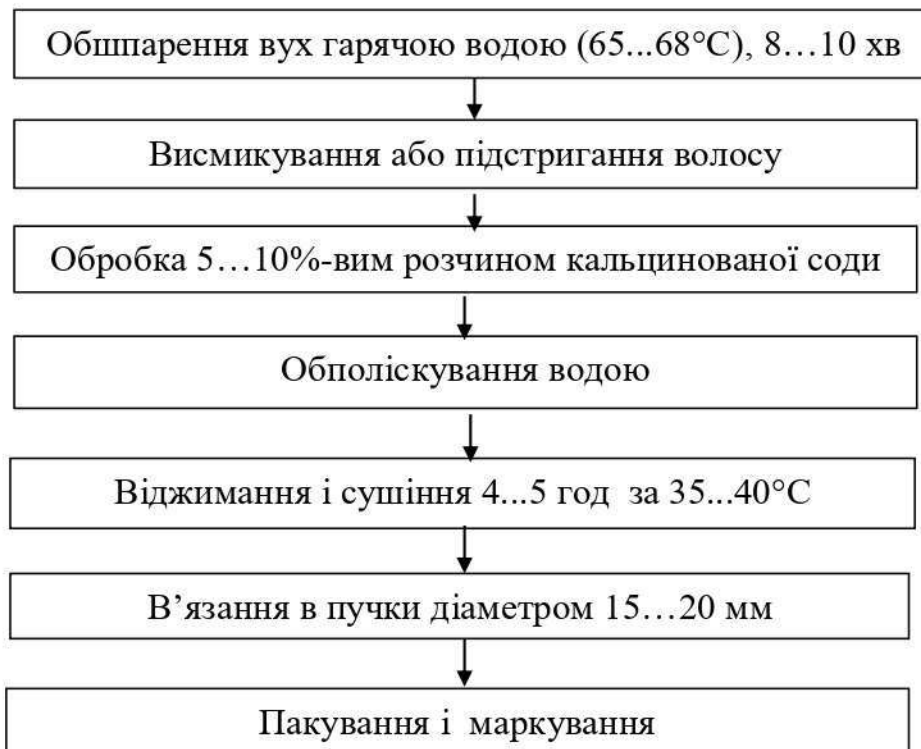 Обшпарення вух гарячою водою (65...68°С), 8…10 хв
Висмикування або підстригання волосу
Обробка 5…10%-вим розчином кальцинованої соди
Обполіскування водою
Віджимання і сушіння 4...5 год за 35...40°С
В’язання в пучки діаметром 15…20 мм
Пакування і маркування